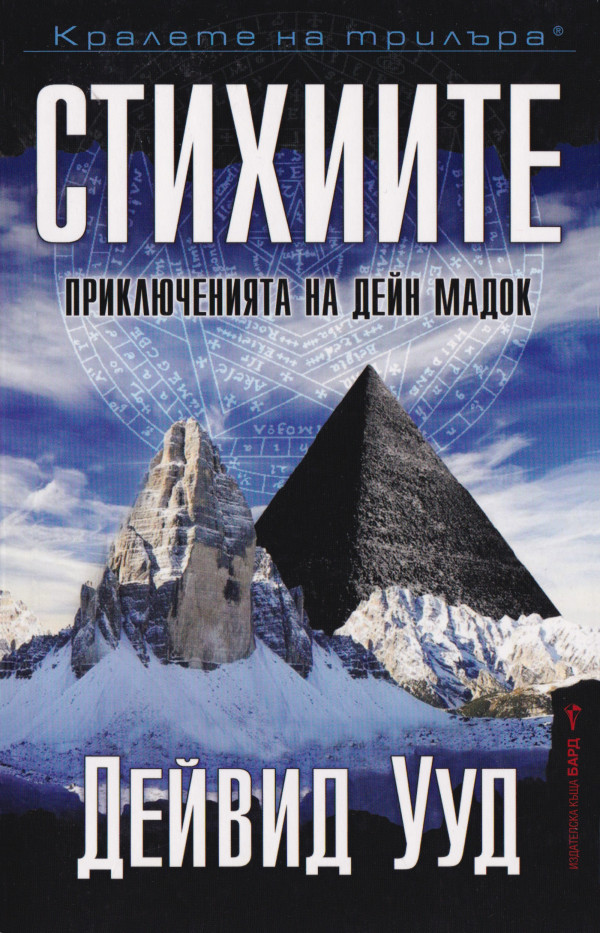 Кралете на трилъра®
СТИХИИТЕ
ПРИКЛЮЧЕНИЯТА НА ДЕЙН МАДОК
ДЕЙВИД УУД
ИЗДАТЕЛСКА КЪЩА БАРД